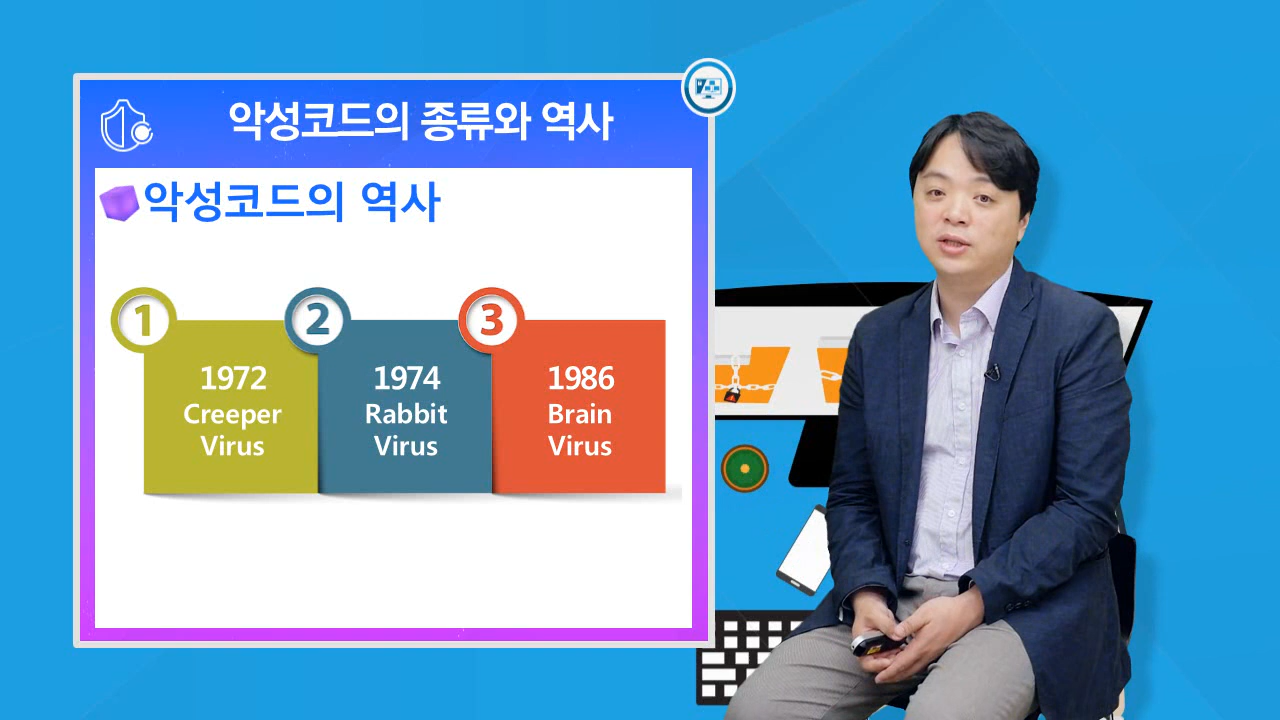 악성코드의 종류와 역사
악성코드의 역사
1
1972
Creeper
Virus
2
1974
Rabbit
Virus
3
1986
Brain
Virus